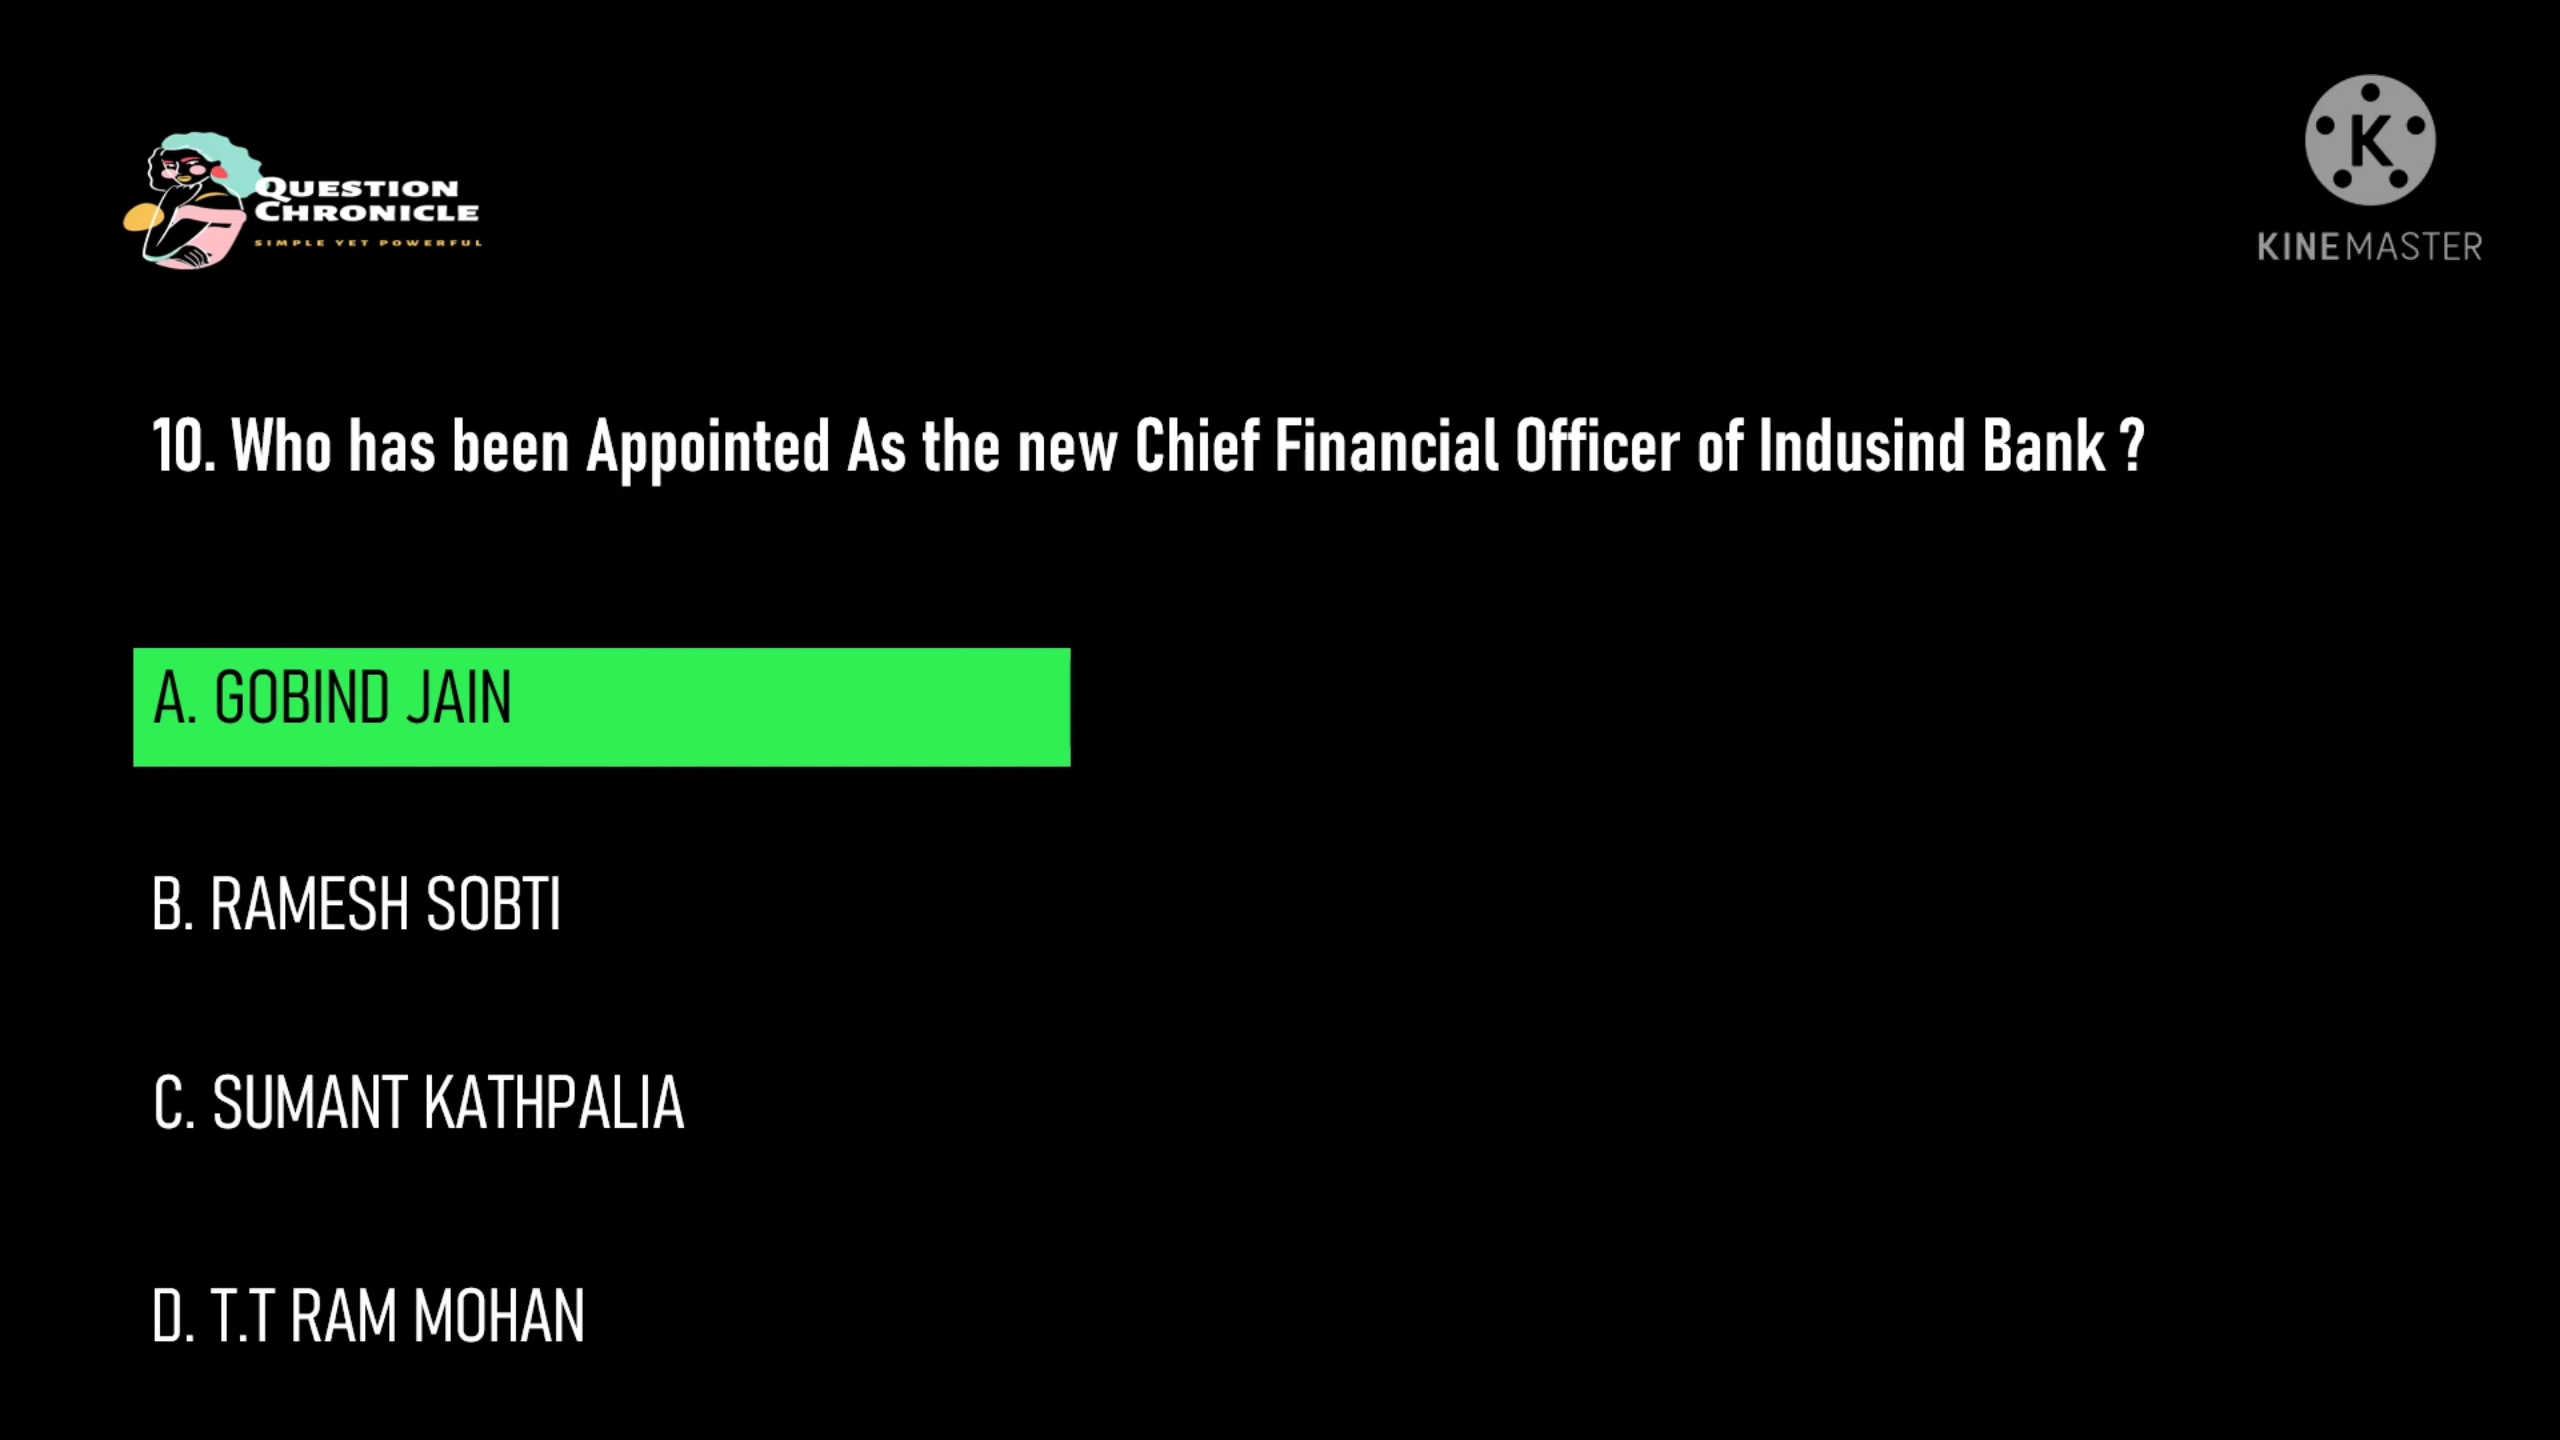 QUESTION
CHRONICLE
SIMPLE YET POWERFUL
K
KINEMASTER
10. Who has been Appointed As the new Chief Financial Officer of Indusind Bank ?
A. GOBIND JAIN
B. RAMESH SOBTI
C. SUMANT KATHPALIA
D. T.T RAM MOHAN